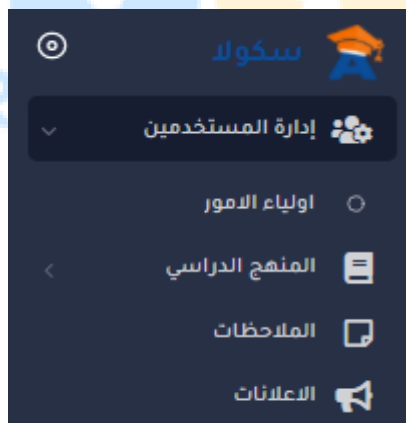 سكولا
إدارة المستخدمين
اولياء الامور
المنهج الدراسي
الملاحظات
الاعلانات